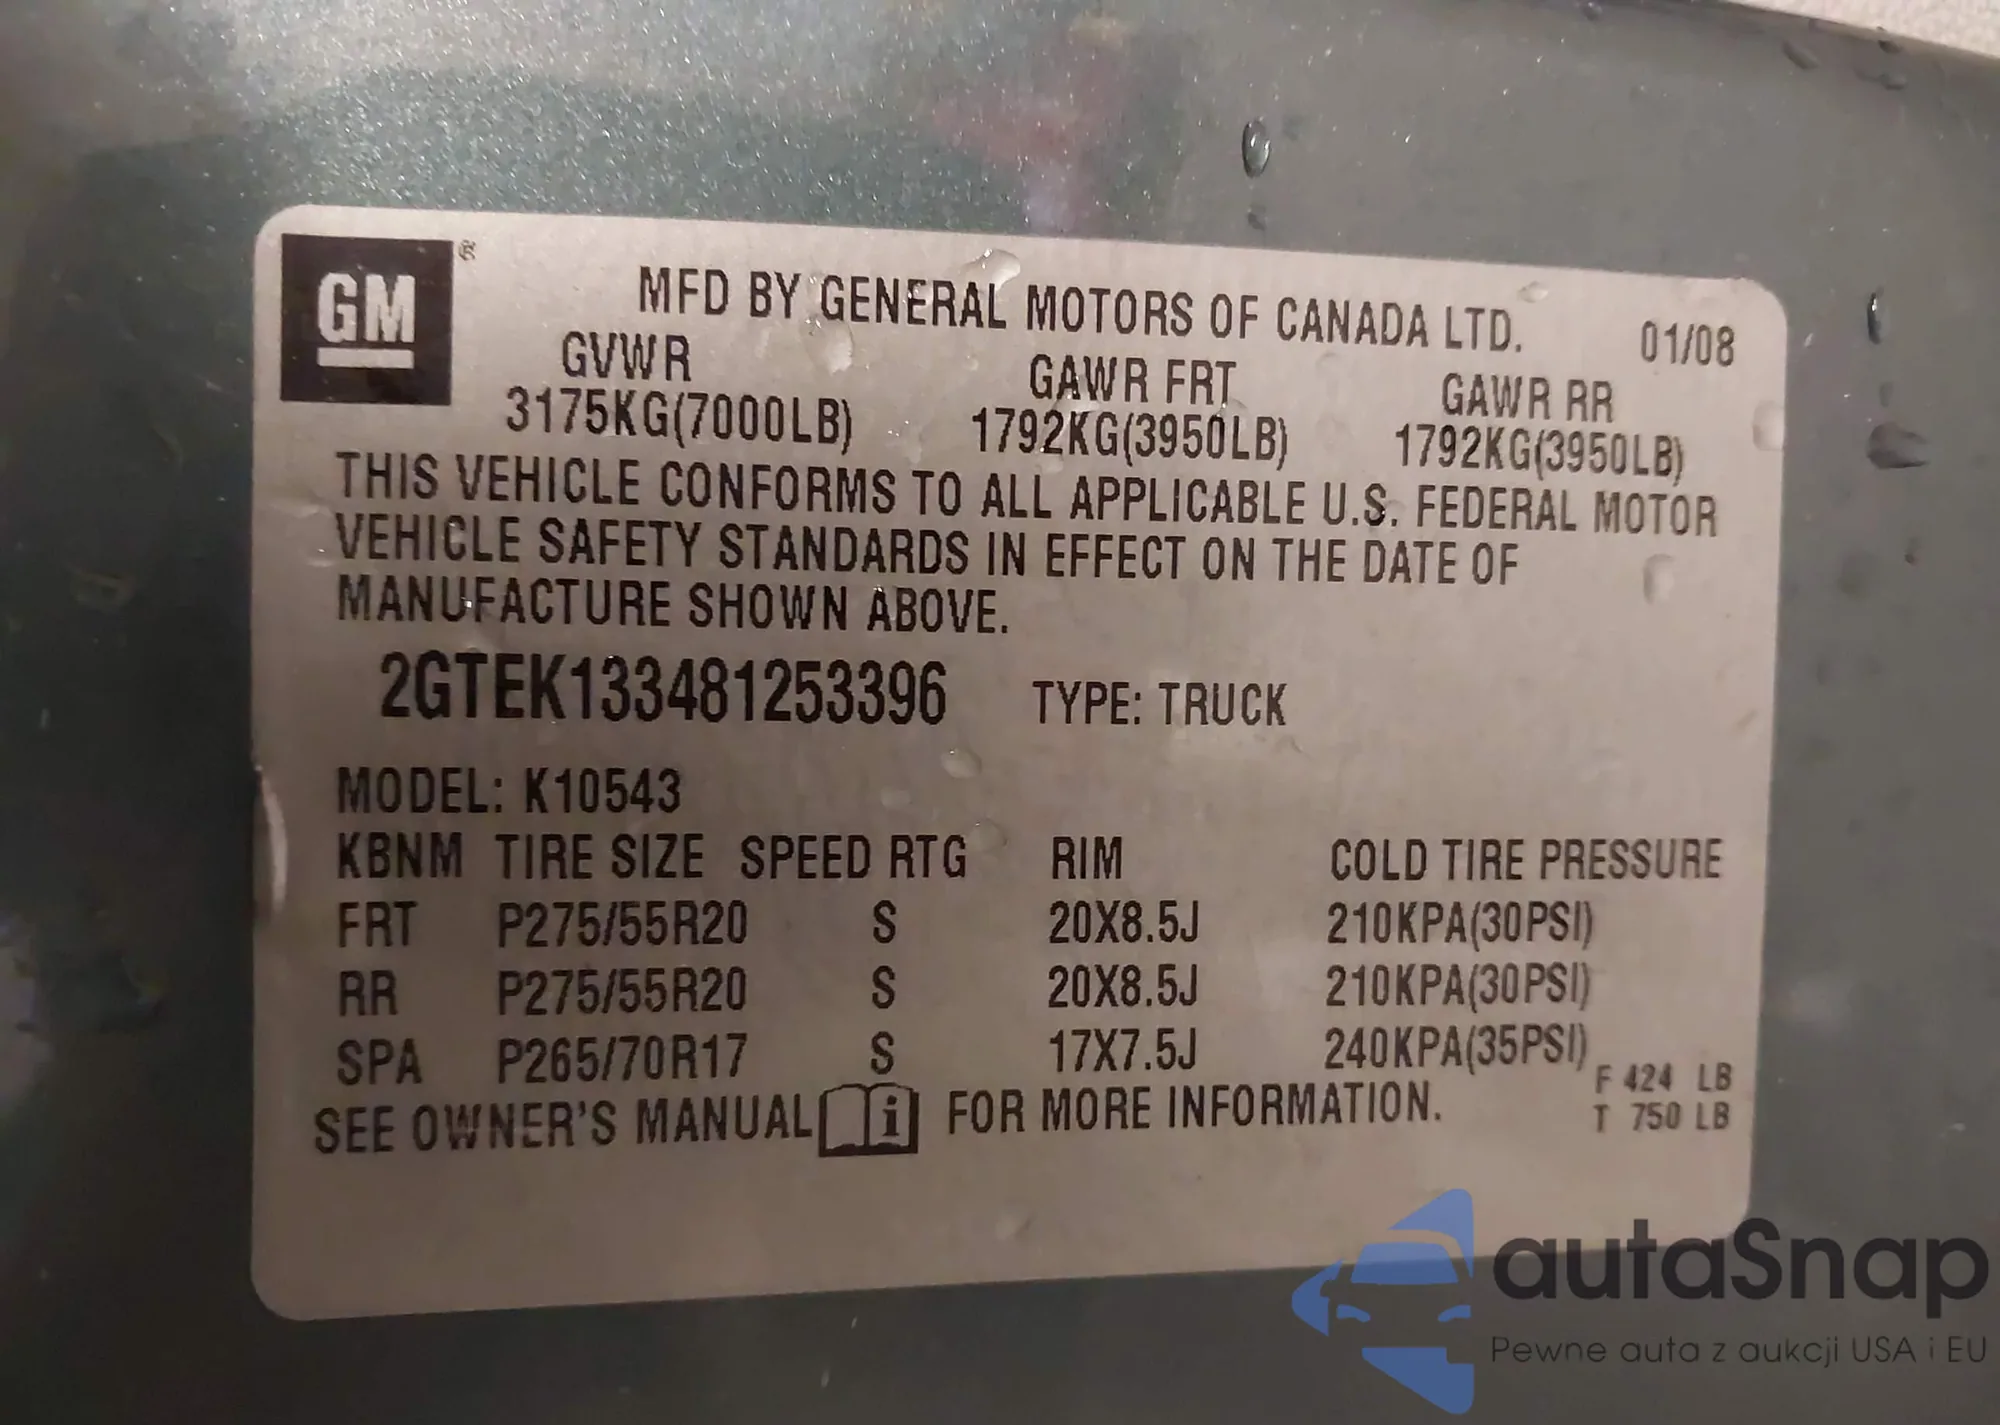 GM ®
MFD BY GENERAL MOTORS OF CANADA LTD.
01/08
GVWR GAWR FRT GAWR RR
3175KG(7000LB) 1792KG(3950LB) 1792KG(3950LB)
THIS VEHICLE CONFORMS TO ALL APPLICABLE U.S. FEDERAL MOTOR
VEHICLE SAFETY STANDARDS IN EFFECT ON THE DATE OF
MANUFACTURE SHOWN ABOVE.
2GTEK133481253396 TYPE: TRUCK
MODEL: K10543
KBNM TIRE SIZE SPEED RTG RIM COLD TIRE PRESSURE
FRT P275/55R20 S 20X8.5J 210KPA(30PSI)
RR P275/55R20 S 20X8.5J 210KPA(30PSI)
SPA P265/70R17 S 17X7.5J 240KPA(35PSI)
F 424 LB
T 750 LB
SEE OWNER'S MANUAL i FOR MORE INFORMATION.
autaSnap
Pewne auta z aukcji USA i EU